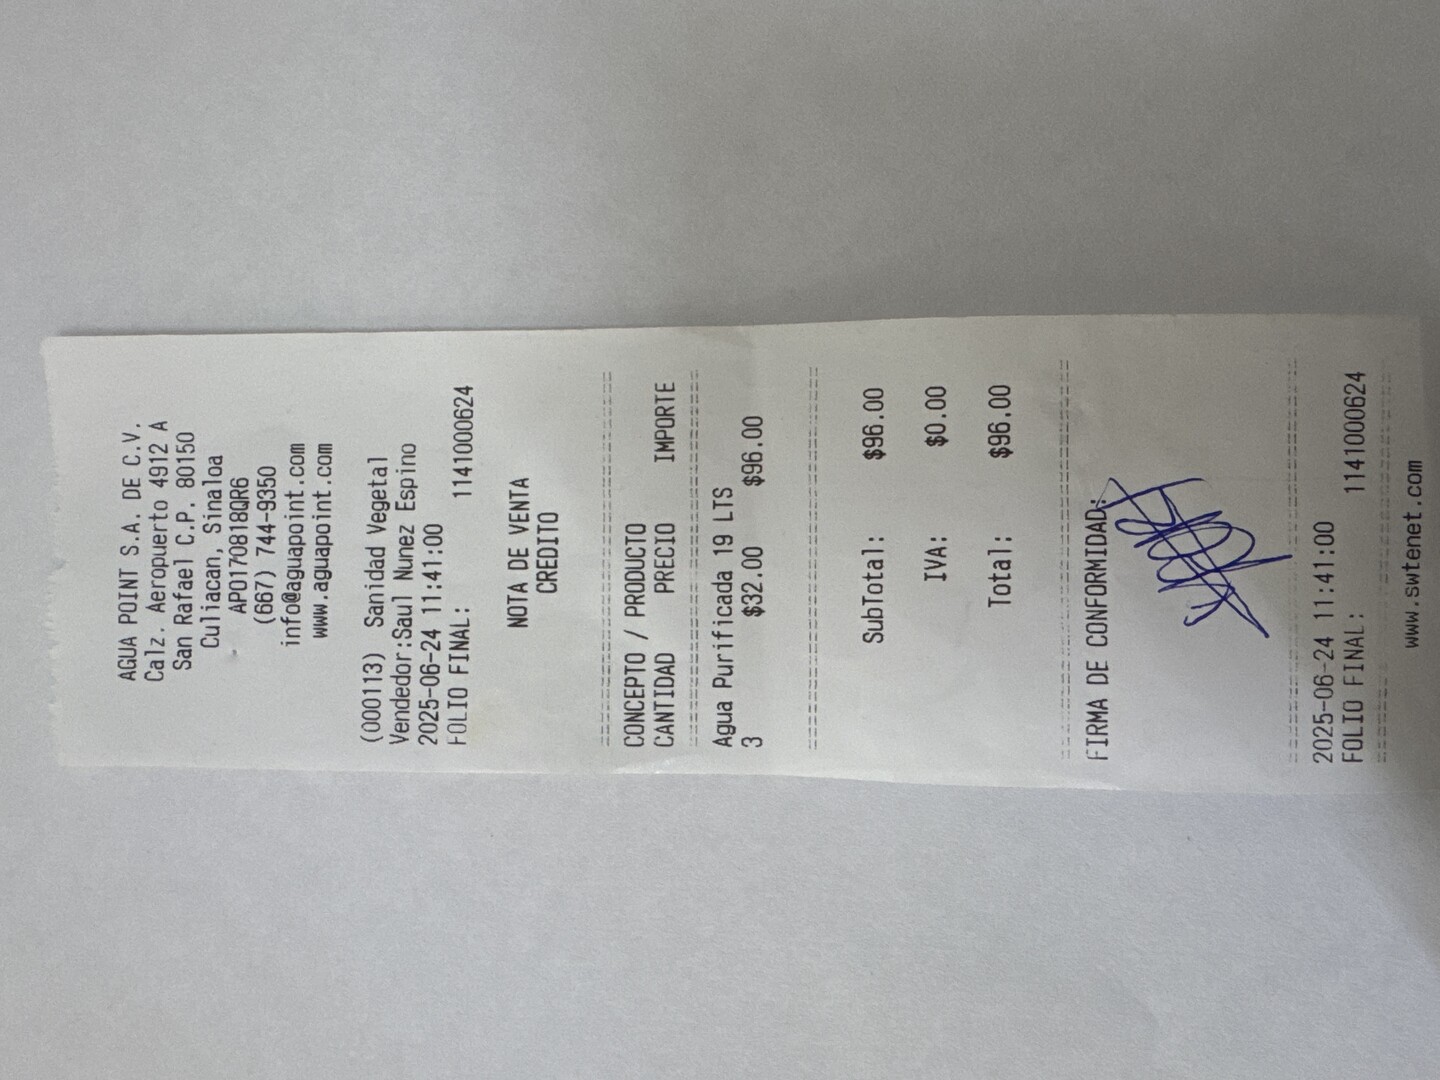 AGUA POINT S.A. DE C.V.
Calz. Aeropuerto 4912 A
San Rafael C.P. 80150
Culiacan, Sinaloa
APO170818QR6
(667) 744-9350
info@aguapoint.com
www.aguapoint.com
(000113) Sanidad Vegetal
Vendedor:Saul Nunez Espino
2025-06-24 11:41:00
FOLIO FINAL: 1141000624
NOTA DE VENTA
CREDITO
CONCEPTO / PRODUCTO
CANTIDAD PRECIO IMPORTE
Agua Purificada 19 LTS
3 $32.00 $96.00
SubTotal: $96.00
IVA: $0.00
Total: $96.00
FIRMA DE CONFORMIDAD:
2025-06-24 11:41:00
FOLIO FINAL: 1141000624
www.swtenet.com